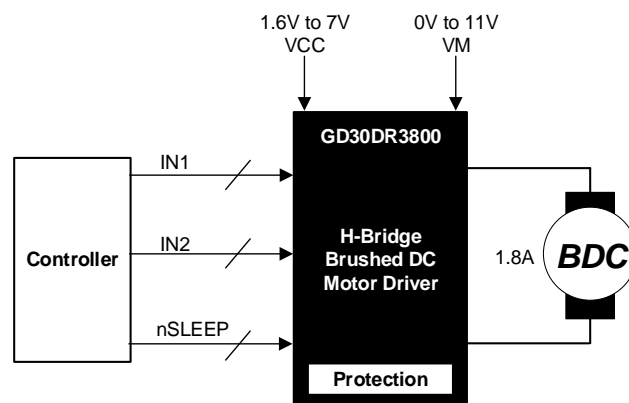 1.6V to 7V
VCC
0V to 11V
VM
GD30DR3800
IN1
IN2
nSLEEP
Controller
H-Bridge
Brushed DC
Motor Driver
Protection
1.8A
BDC